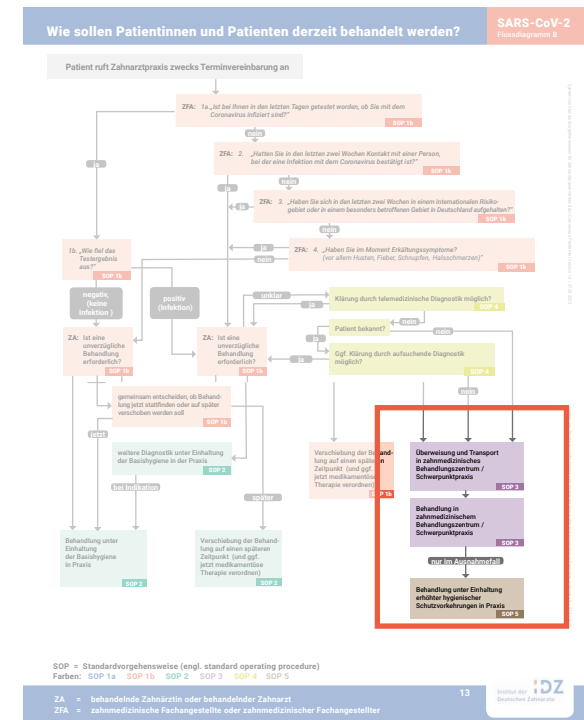 Wie sollen Patientinnen und Patienten derzeit behandelt werden?
SARS-CoV-2
Flussdiagramm B
Patient ruft Zahnarztpraxis zwecks Terminvereinbarung an
ZFA: 1a. „Ist bei Ihnen in den letzten Tagen getestet worden, ob Sie mit dem
Coronavirus infiziert sind?"
SOP 1b
nein
ZFA: 2. „Hatten Sie in den letzten zwei Wochen Kontakt mit einer Person,
bei der eine Infektion mit dem Coronavirus bestätigt ist?"
SOP 1b
ja
nein
ja
ZFA: 3. „Haben Sie sich in den letzten zwei Wochen in einem internationalen Risiko-
gebiet oder in einem besonders betroffenen Gebiet in Deutschland aufgehalten?"
SOP 1b
ja
nein
1b. „Wie fiel das
Testergebnis
aus?"
SOP 1b
ja
nein
ZFA: 4. „Haben Sie im Moment Erkältungssymptome?
(vor allem Husten, Fieber, Schnupfen, Halsschmerzen)"
SOP 1b
negativ,
(keine
Infektion )
positiv
(Infektion)
unklar
ja
Klärung durch telemedizinische Diagnostik möglich?
SOP 4
nein
Patient bekannt?
nein
ja
ZA: Ist eine
unverzügliche
Behandlung
erforderlich?
SOP 1b
ZA: Ist eine
unverzügliche
Behandlung
erforderlich?
SOP 1b
ja
Ggf. Klärung durch aufsuchende Diagnostik
möglich?
SOP 4
nein
gemeinsam entscheiden, ob Behand-
lung jetzt stattfinden oder auf später
verschoben werden soll
SOP 1b
jetzt
weitere Diagnostik unter Einhaltung
der Basishygiene in der Praxis
SOP 2
bei Indikation
später
Verschiebung der Behand-
lung auf einen späteren
Zeitpunkt (und ggf.
jetzt medikamentöse
Therapie verordnen)
SOP 1b
Überweisung und Transport
in zahnmedizinisches
Behandlungszentrum /
Schwerpunktpraxis
SOP 3
Behandlung in
zahnmedizinischem
Behandlungszentrum /
Schwerpunktpraxis
SOP 3
nur im Ausnahmefall
Behandlung unter
Einhaltung
der Basishygiene
in Praxis
SOP 2
Verschiebung der Behand-
lung auf einen späteren
Zeitpunkt (und ggf.
jetzt medikamentöse
Therapie verordnen)
SOP 2
Behandlung unter Einhaltung
erhöhter hygienischer
Schutzvorkehrungen in Praxis
SOP 5
SOP = Standardvorgehensweise (engl. standard operating procedure)
Farben: SOP 1a SOP 1b SOP 2 SOP 3 SOP 4 SOP 5
ZA = behandelnde Zahnärztin oder behandelnder Zahnarzt
ZFA = zahnmedizinische Fachangestellte oder zahnmedizinischer Fachangestellter
13
Institut der
Deutschen Zahnärzte
IDZ